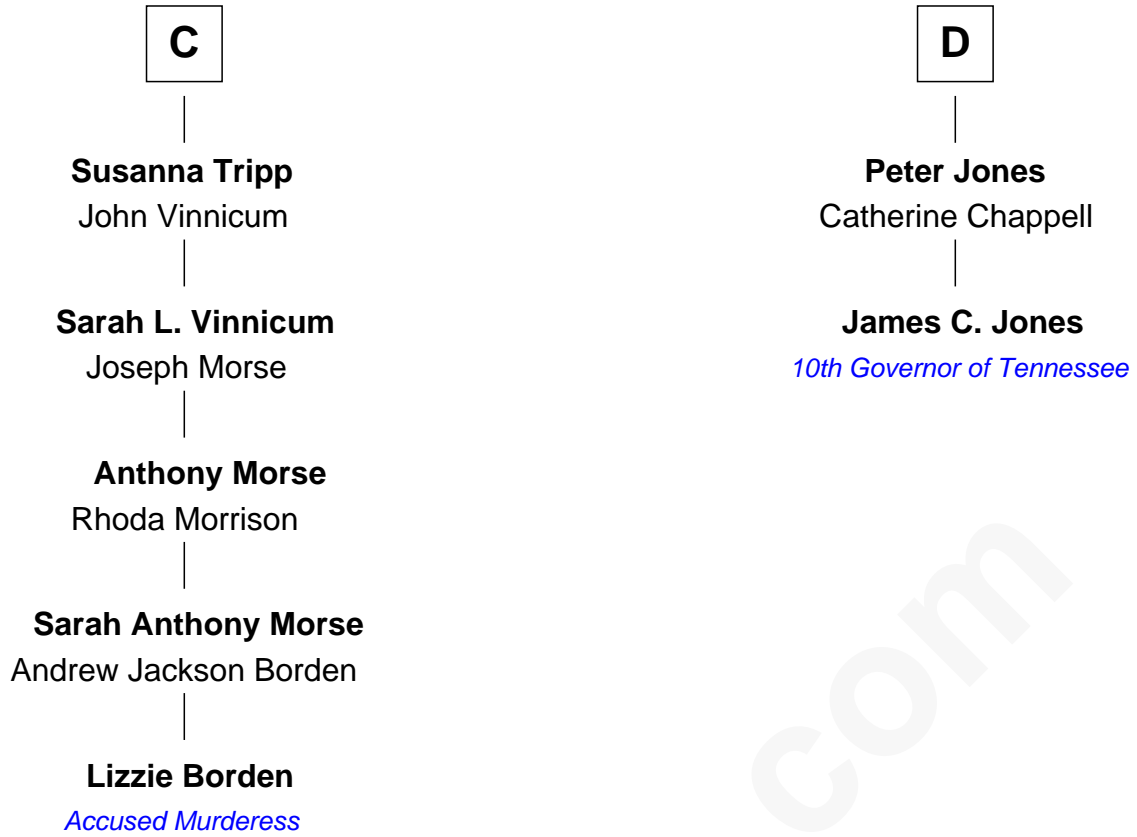 C
Susanna Tripp
John Vinnicum
Sarah L. Vinnicum
Joseph Morse
Anthony Morse
Rhoda Morrison
Sarah Anthony Morse
Andrew Jackson Borden
Lizzie Borden
Accused Murderess
D
Peter Jones
Catherine Chappell
James C. Jones
10th Governor of Tennessee
com